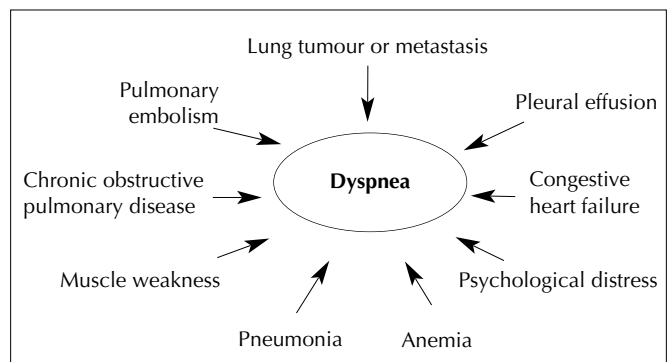 Lung tumour or metastasis
Pulmonary
embolism
Pleural effusion
Chronic obstructive
pulmonary disease
Dyspnea
Congestive
heart failure
Muscle weakness
Psychological distress
Pneumonia
Anemia